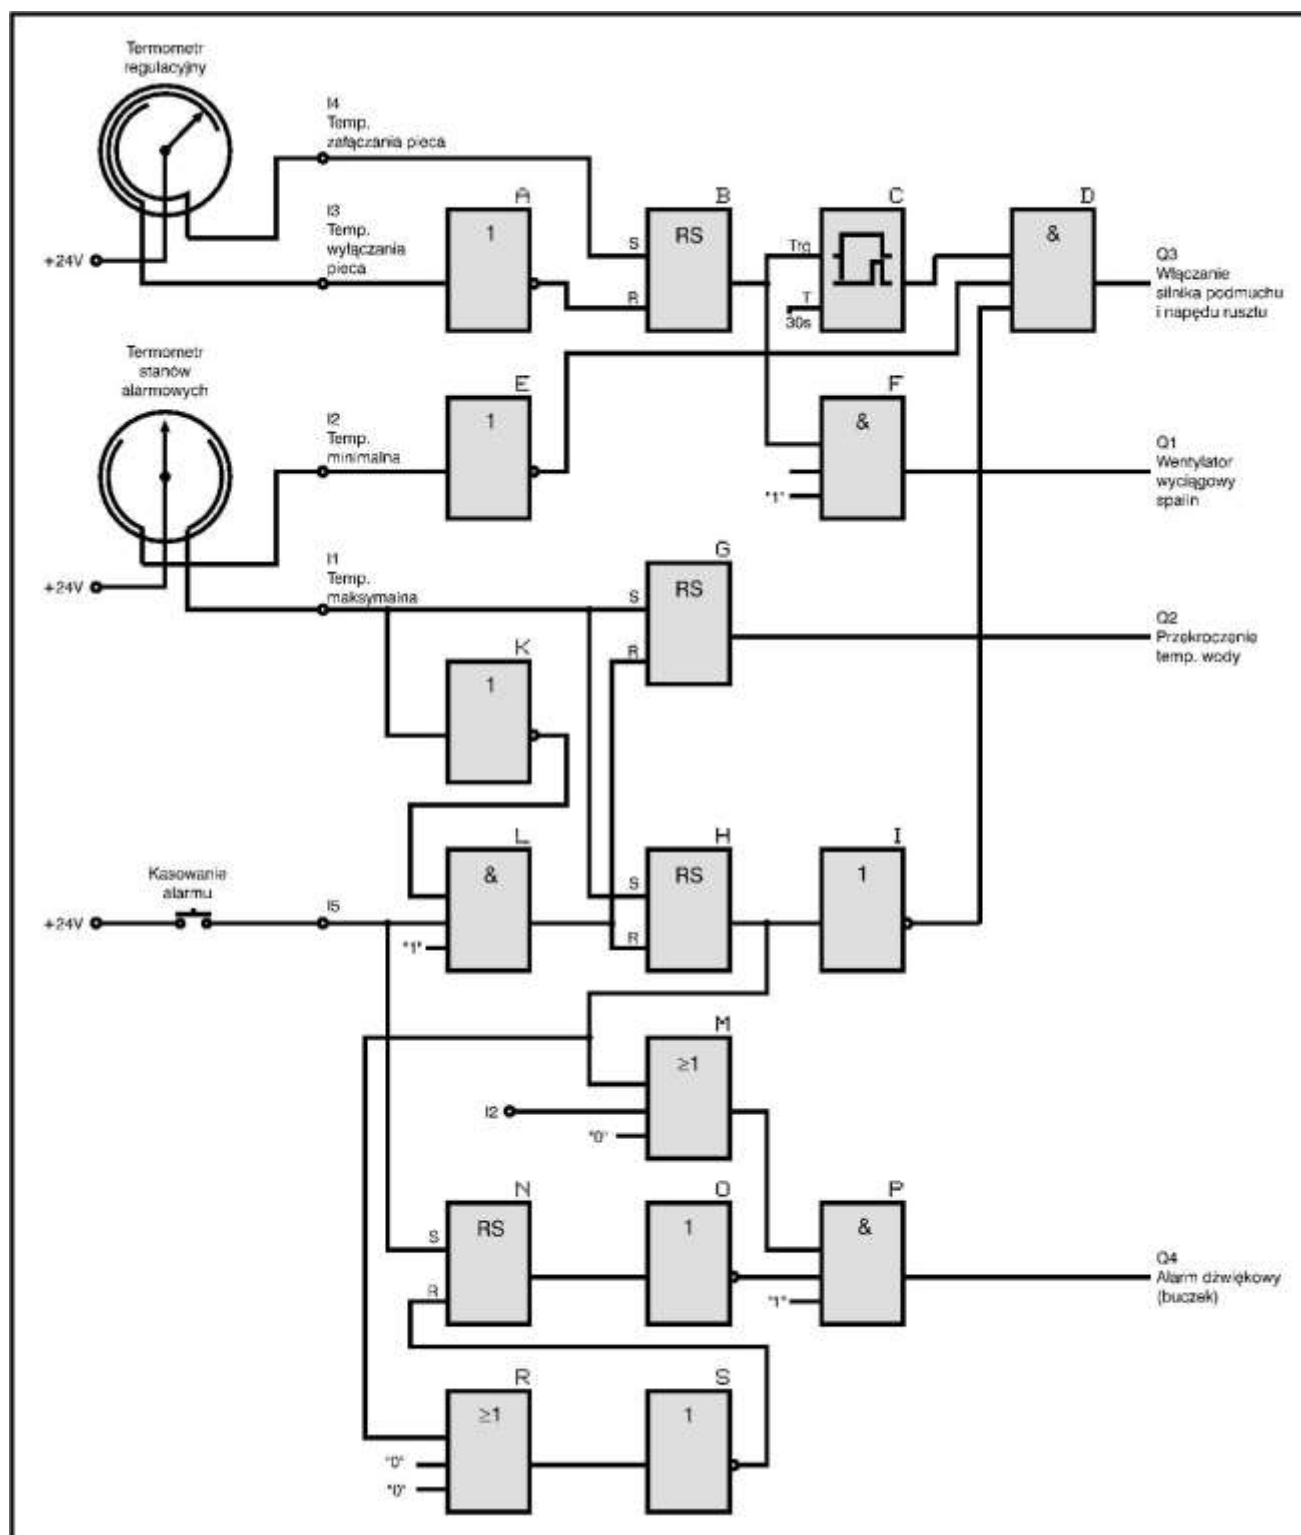 Termometr
regulacyjny
I4
Temp.
załączania pieca
I3
Temp.
wyłączania
pieca
+24V
A
1
B
RS
S
R
C
Trg
T
30s
D
&
Q3
Włączanie
silnika podmuchu
i napędu rusztu
Termometr
stanów
alarmowych
I2
Temp.
minimalna
E
1
F
&
"1"
Q1
Wentylator
wyciągowy
spalin
+24V
I1
Temp.
maksymalna
G
RS
S
R
Q2
Przekroczenie
temp. wody
K
1
Kasowanie
alarmu
+24V
I5
L
&
"1"
H
RS
S
R
I
1
M
≥1
I2
"0"
N
RS
S
R
O
1
P
&
"1"
Q4
Alarm dźwiękowy
(buczek)
R
≥1
"0"
"0"
S
1